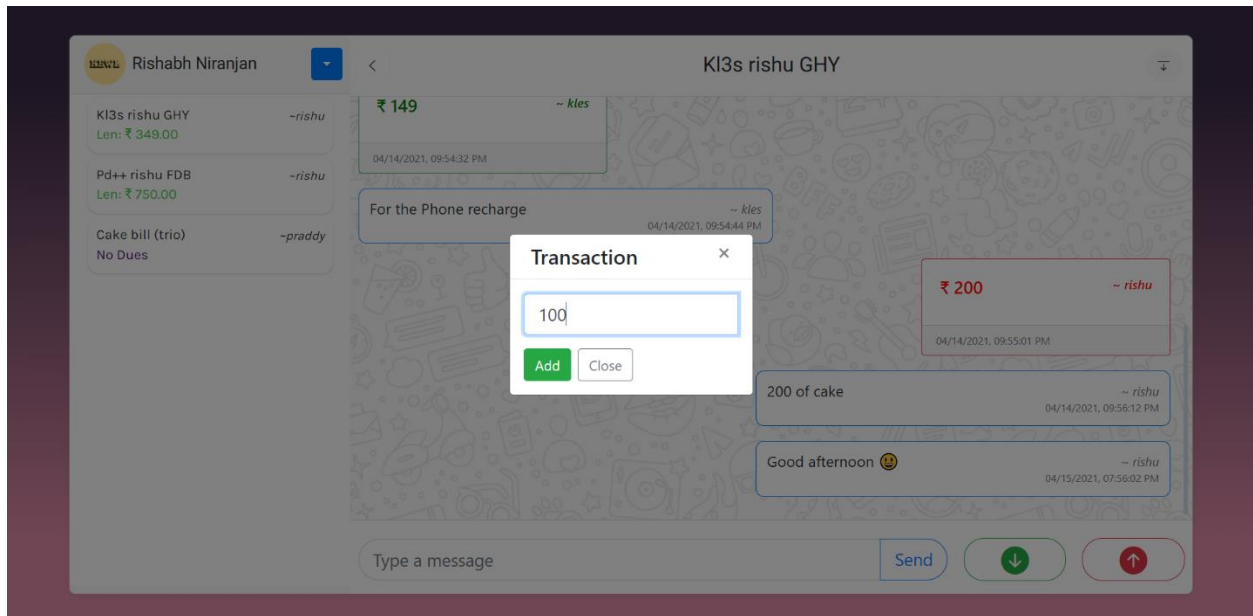 Rishabh Niranjan
Kl3s rishu GHY ~rishu
Len: ₹ 349.00
Pd++ rishu FDB ~rishu
Len: ₹ 750.00
Cake bill (trio) ~praddy
No Dues
Kl3s rishu GHY
₹ 149 ~ kles
04/14/2021, 09:54:32 PM
For the Phone recharge ~ kles
04/14/2021, 09:54:44 PM
Transaction ×
100
Add Close
₹ 200 ~ rishu
04/14/2021, 09:55:01 PM
200 of cake ~ rishu
04/14/2021, 09:56:12 PM
Good afternoon 😃 ~ rishu
04/15/2021, 07:56:02 PM
Type a message Send